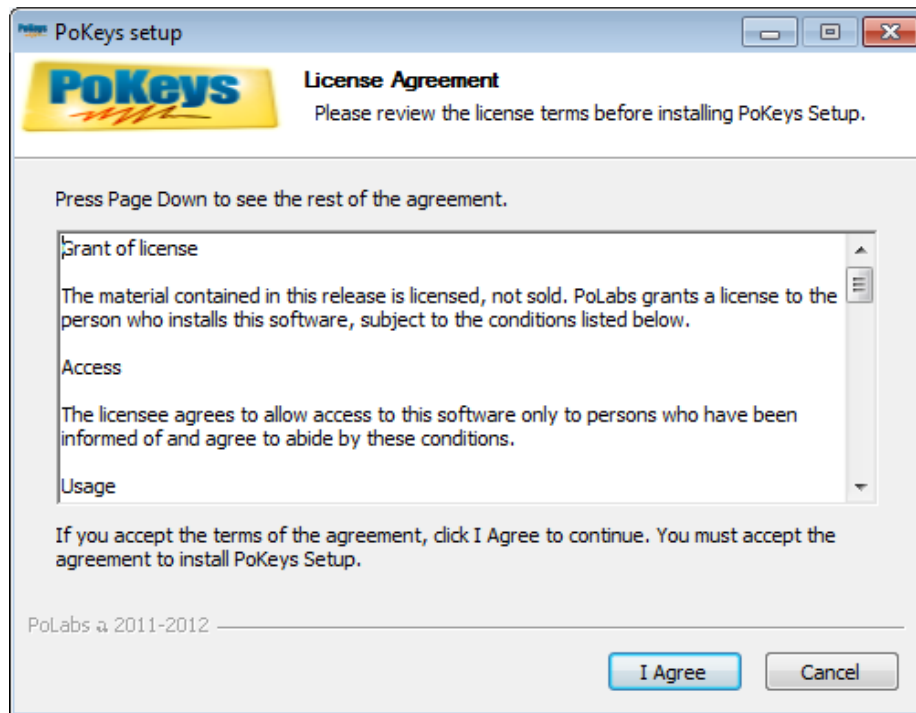 PoKeys PoKeys setup
PoKeys
License Agreement
Please review the license terms before installing PoKeys Setup.
Press Page Down to see the rest of the agreement.
Grant of license
The material contained in this release is licensed, not sold. PoLabs grants a license to the
person who installs this software, subject to the conditions listed below.
Access
The licensee agrees to allow access to this software only to persons who have been
informed of and agree to abide by these conditions.
Usage
If you accept the terms of the agreement, click I Agree to continue. You must accept the
agreement to install PoKeys Setup.
PoLabs a 2011-2012
I Agree
Cancel